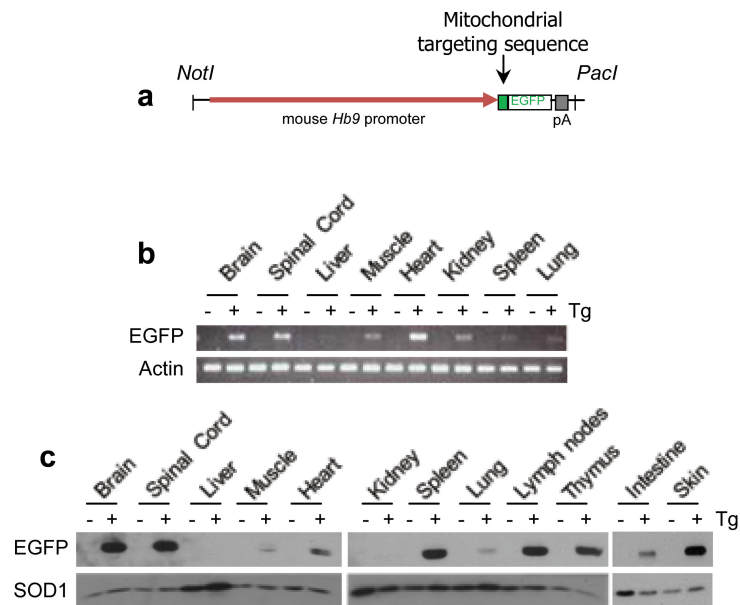 Mitochondrial
targeting sequence
NotI
PacI
a
EGFP
mouse Hb9 promoter
pA
b
Brain
Spinal Cord
Liver
Muscle
Heart
Kidney
Spleen
Lung
- + - + - + - + - + - + - + - + Tg
EGFP
Actin
c
Brain
Spinal Cord
Liver
Muscle
Heart
Kidney
Spleen
Lung
Lymph nodes
Thymus
Intestine
Skin
- + - + - + - + - + - + - + - + - + - + - + - + Tg
EGFP
SOD1